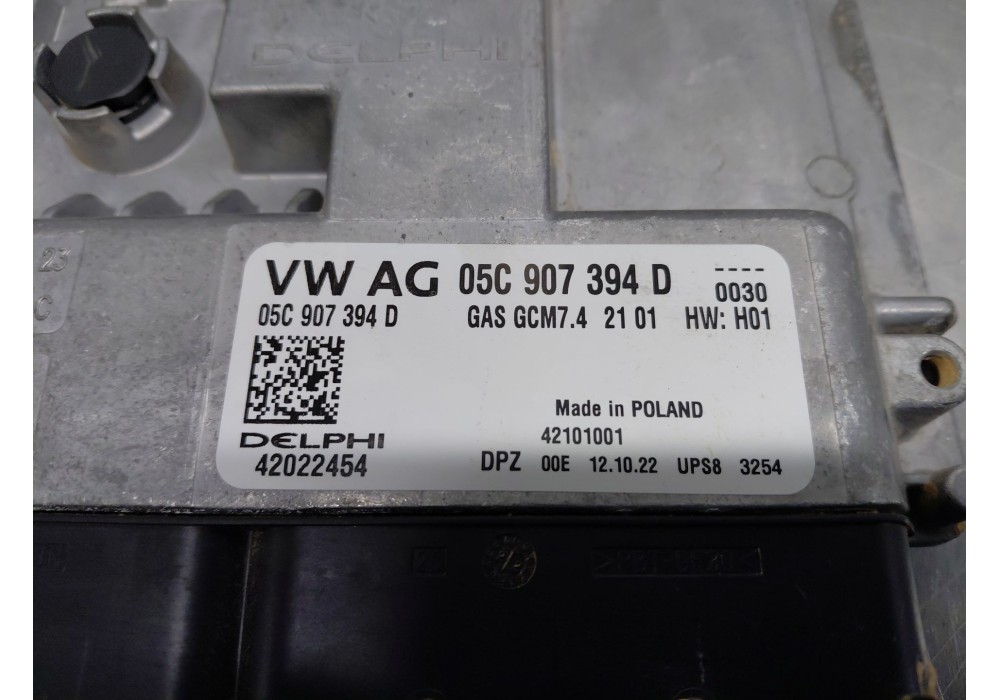 DELPHI
23
C
VW AG 05C 907 394 D ----
0030
05C 907 394 D GAS GCM7.4 21 01 HW: H01
Made in POLAND
DELPHI 42101001
42022454 DPZ 00E 12.10.22 UPS8 3254